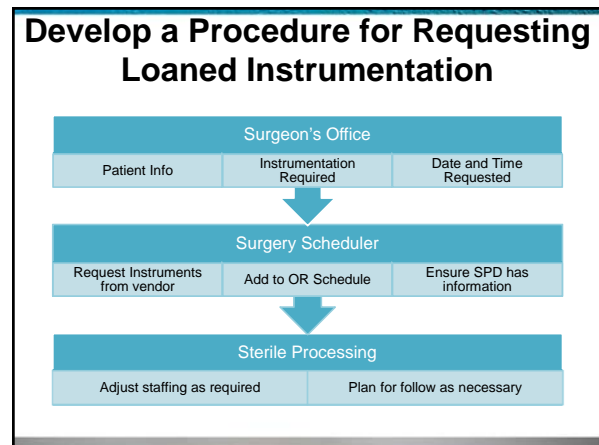 Develop a Procedure for Requesting
Loaned Instrumentation
Surgeon's Office
Patient Info
Instrumentation
Required
Date and Time
Requested
Surgery Scheduler
Request Instruments
from vendor
Add to OR Schedule
Ensure SPD has
information
Sterile Processing
Adjust staffing as required
Plan for follow as necessary